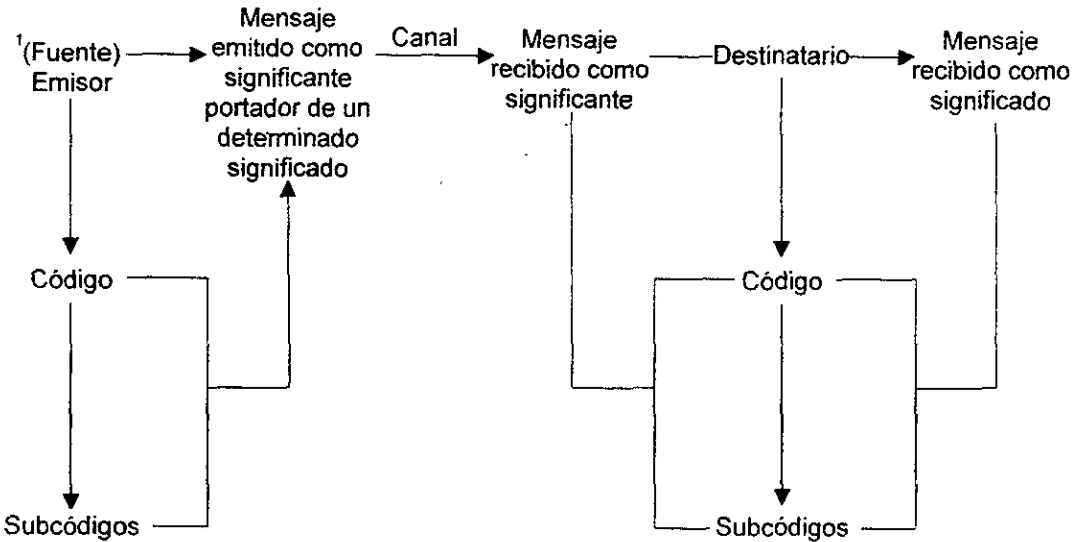 ¹(Fuente)
Emisor
Mensaje
emitido como
significante
portador de un
determinado
significado
Canal
Mensaje
recibido como
significante
Destinatario
Mensaje
recibido como
significado
Código
Subcódigos
Código
Subcódigos